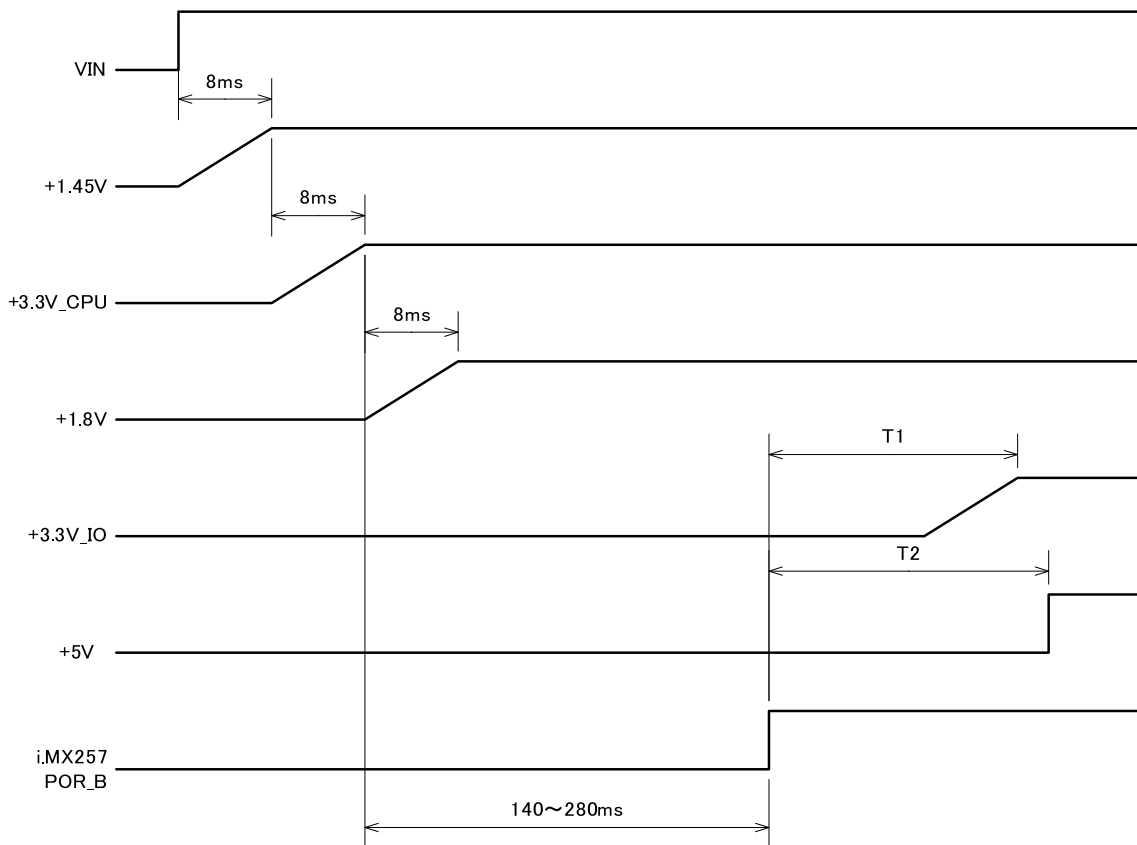 VIN
8ms
+1.45V
8ms
+3.3V_CPU
8ms
+1.8V
T1
+3.3V_IO
T2
+5V
i.MX257
POR_B
140～280ms